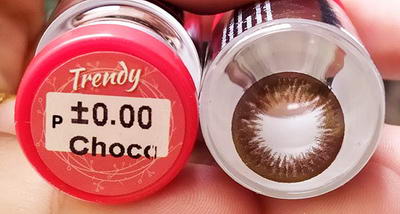 Trendy
P ±0.00
Choco